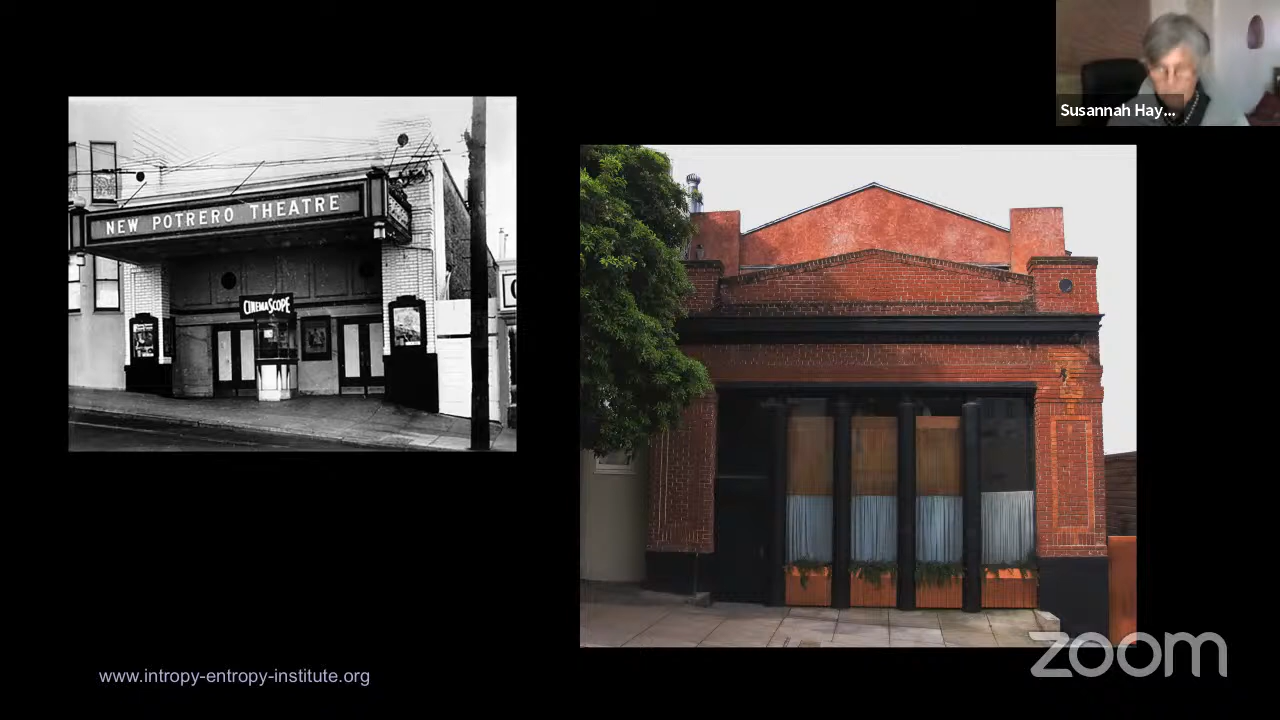 Susannah Hay...
NEW POTRERO THEATRE
CINEMASCOPE
www.intropy-entropy-institute.org
zoom